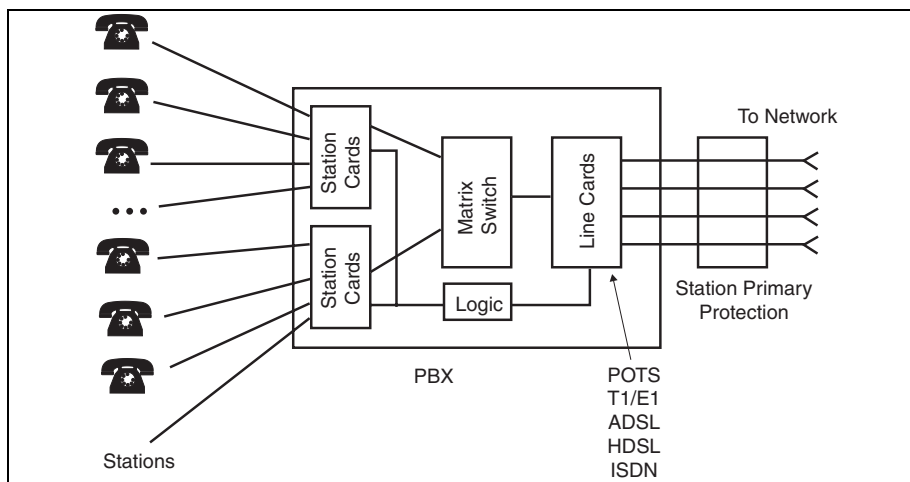 To Network
Station
Cards
Matrix
Switch
Line Cards
...
Station
Cards
Logic
Station Primary
Protection
PBX
POTS
T1/E1
ADSL
HDSL
ISDN
Stations